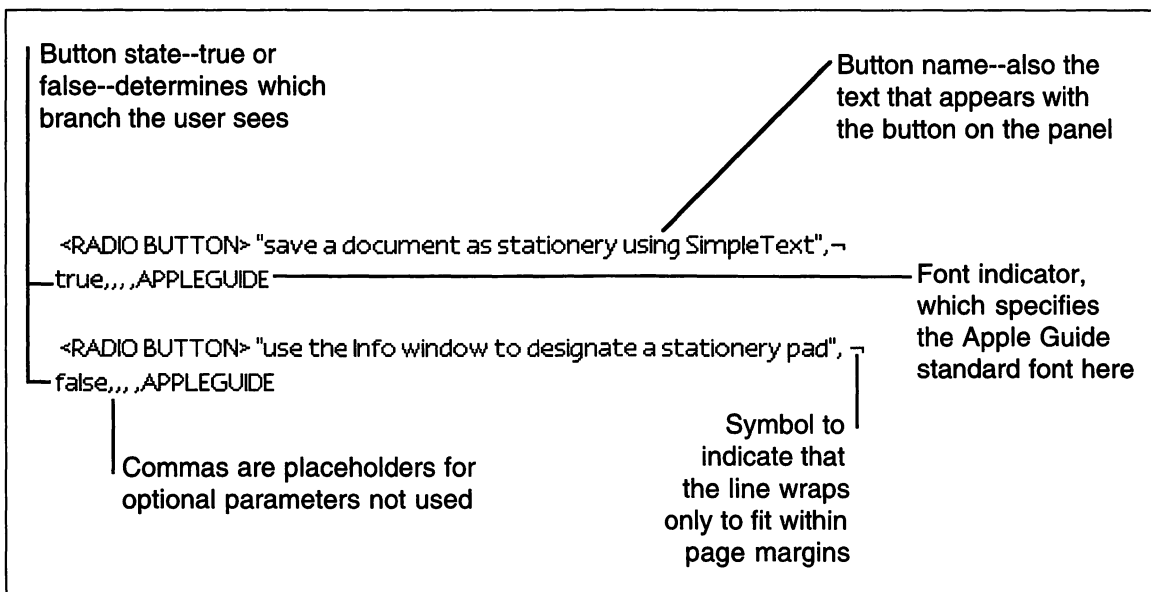 Button state--true or
false--determines which
branch the user sees
Button name--also the
text that appears with
the button on the panel
<RADIO BUTTON> "save a document as stationery using SimpleText",¬
true,,, ,APPLEGUIDE
Font indicator,
which specifies
the Apple Guide
standard font here
<RADIO BUTTON> "use the Info window to designate a stationery pad", ¬
false,,, ,APPLEGUIDE
Commas are placeholders for
optional parameters not used
Symbol to
indicate that
the line wraps
only to fit within
page margins